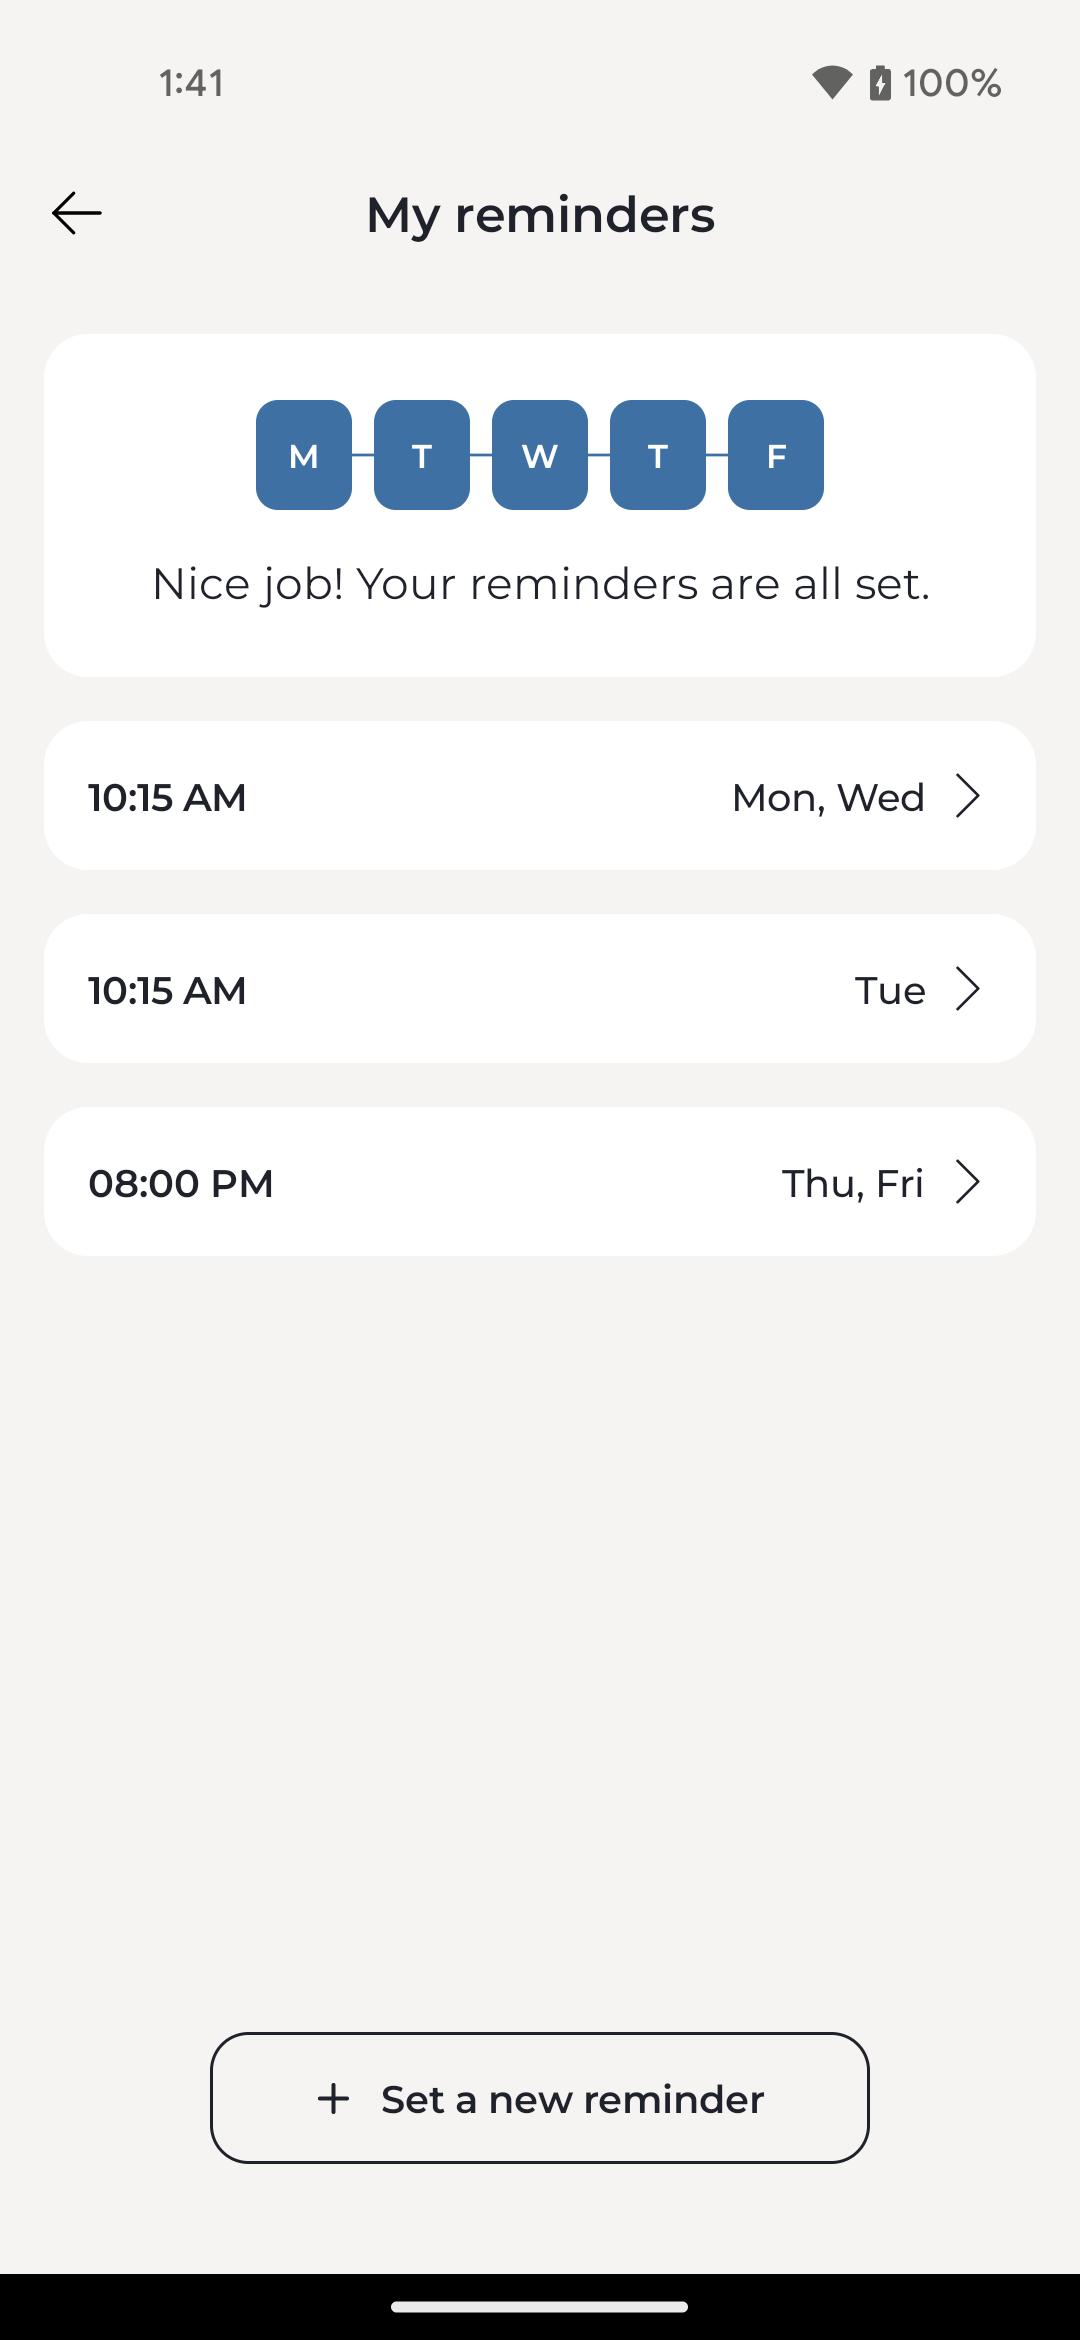 1:41 100%
My reminders
M T W T F
Nice job! Your reminders are all set.
10:15 AM Mon, Wed
10:15 AM Tue
08:00 PM Thu, Fri
+ Set a new reminder